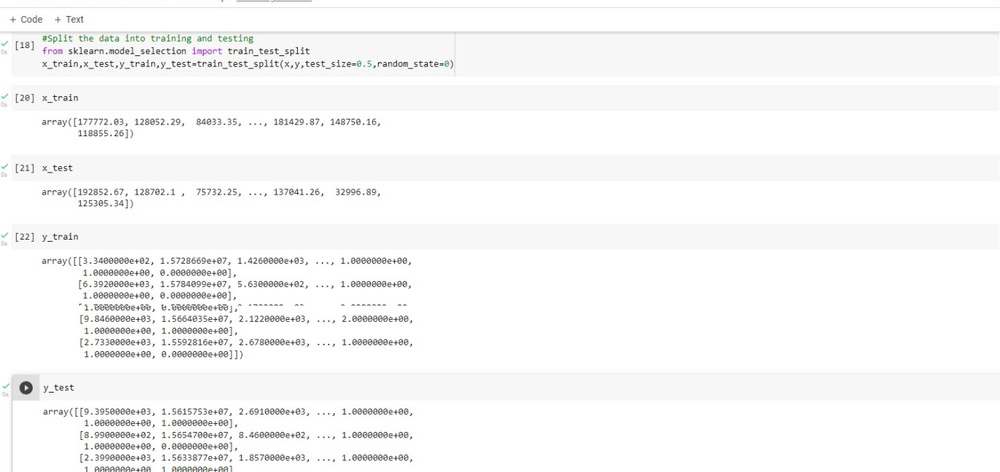 + Code + Text
[18] #Split the data into training and testing
from sklearn.model_selection import train_test_split
x_train,x_test,y_train,y_test=train_test_split(x,y,test_size=0.5,random_state=0)
0s
[20] x_train
0s
array([177772.03, 128052.29,  84033.35, ..., 181429.87, 148750.16,
118855.26])
[21] x_test
0s
array([192852.67, 128702.1 ,  75732.25, ..., 137041.26,  32996.89,
125305.34])
[22] y_train
0s
array([[3.3400000e+02, 1.5728669e+07, 1.4260000e+03, ..., 1.0000000e+00,
1.0000000e+00, 0.0000000e+00],
[6.3920000e+03, 1.5784099e+07, 5.6300000e+02, ..., 1.0000000e+00,
1.0000000e+00, 0.0000000e+00],
1.0000000e+00, 0.0000000e+00],
[9.8460000e+03, 1.5664035e+07, 2.1220000e+03, ..., 2.0000000e+00,
1.0000000e+00, 1.0000000e+00],
[2.7330000e+03, 1.5592816e+07, 2.6780000e+03, ..., 1.0000000e+00,
1.0000000e+00, 0.0000000e+00]])
y_test
0s
array([[9.3950000e+03, 1.5615753e+07, 2.6910000e+03, ..., 1.0000000e+00,
1.0000000e+00, 1.0000000e+00],
[8.9900000e+02, 1.5654700e+07, 8.4600000e+02, ..., 1.0000000e+00,
1.0000000e+00, 0.0000000e+00],
[2.3990000e+03, 1.5633877e+07, 1.8570000e+03, ..., 1.0000000e+00,
1.0000000e+00, 1.0000000e+00]